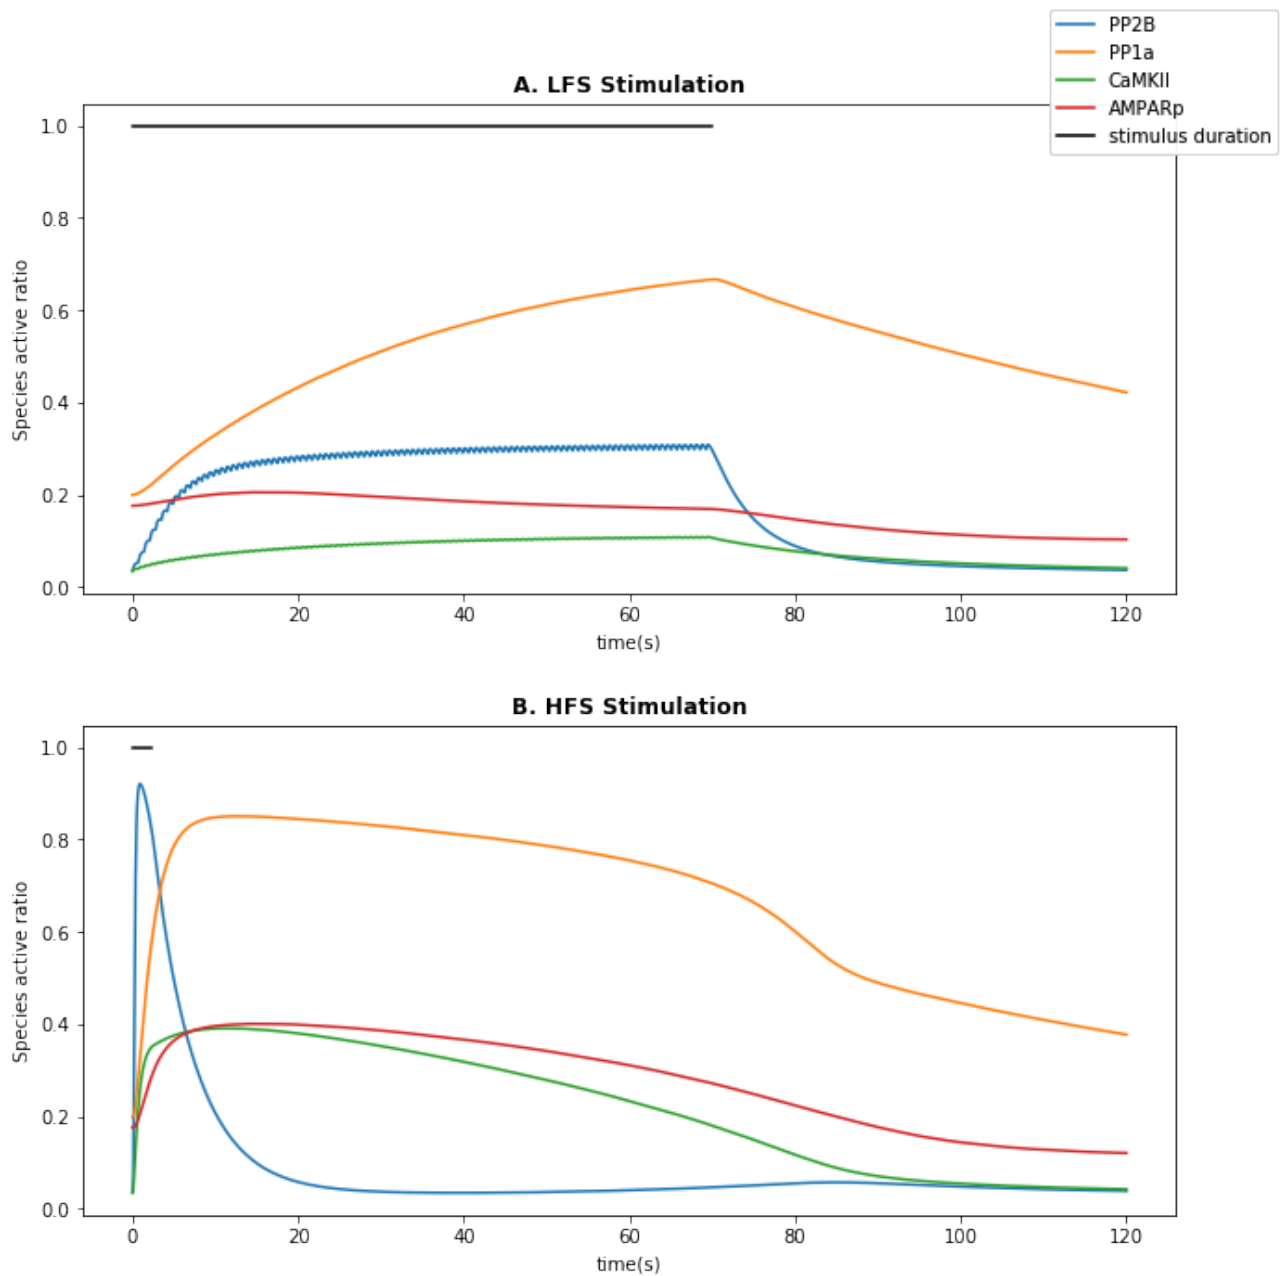 PP2B
PP1a
CaMKII
AMPARp
stimulus duration
A. LFS Stimulation
Species active ratio
1.0
0.8
0.6
0.4
0.2
0.0
0 20 40 60 80 100 120
time(s)
B. HFS Stimulation
Species active ratio
1.0
0.8
0.6
0.4
0.2
0.0
0 20 40 60 80 100 120
time(s)